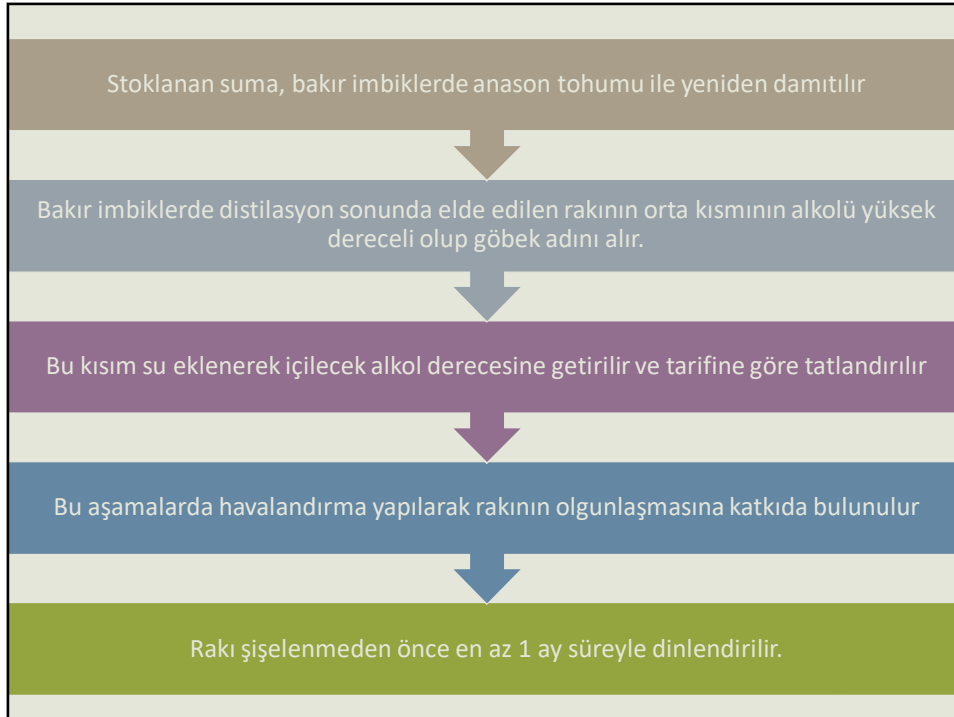 Stoklanan suma, bakır imbiklerde anason tohumu ile yeniden damıtılır
Bakır imbiklerde distilasyon sonunda elde edilen rakının orta kısmının alkolü yüksek
dereceli olup göbek adını alır.
Bu kısım su eklenerek içilecek alkol derecesine getirilir ve tarifine göre tatlandırılır
Bu aşamalarda havalandırma yapılarak rakının olgunlaşmasına katkıda bulunulur
Rakı şişelenmeden önce en az 1 ay süreyle dinlendirilir.